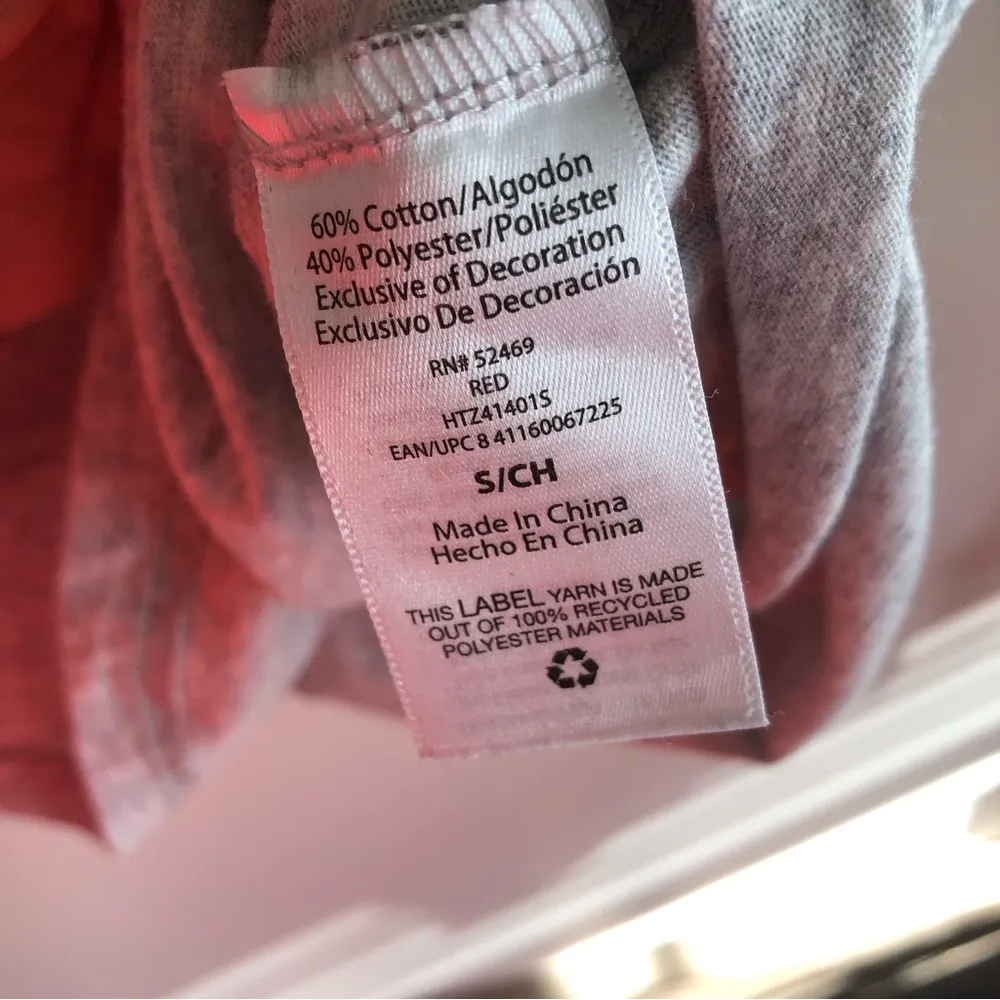 60% Cotton/Algodón
40% Polyester/Poliéster
Exclusive of Decoration
Exclusivo De Decoración
RN# 52469
RED
HTZ41401S
EAN/UPC 8 41160067225
S/CH
Made In China
Hecho En China
THIS LABEL YARN IS MADE
OUT OF 100% RECYCLED
POLYESTER MATERIALS